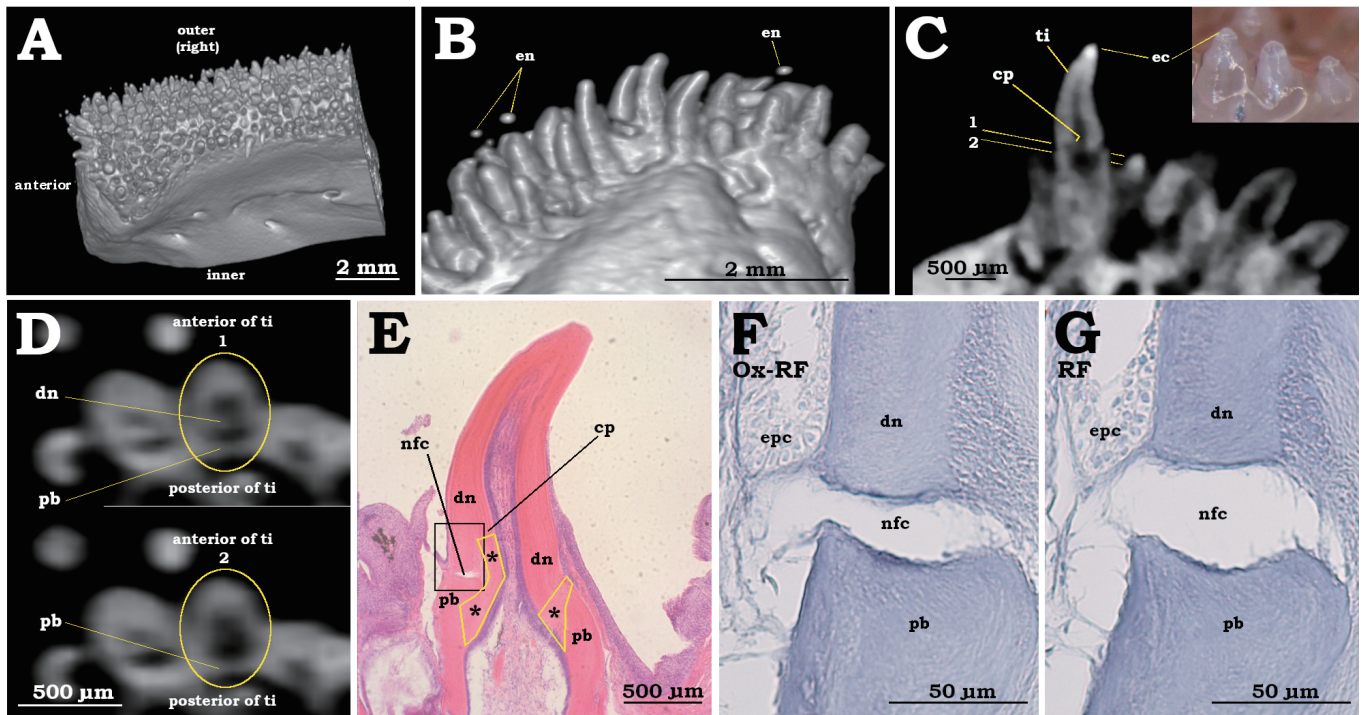 A
outer
(right)
anterior
inner
2 mm
B
en
en
2 mm
C
ti
ec
cp
1
2
500 µm
D
anterior of ti
1
dn
pb
posterior of ti
anterior of ti
2
pb
500 µm
posterior of ti
E
nfc
cp
dn
*
dn
pb
*
*
pb
500 µm
F
Ox-RF
dn
epc
nfc
pb
50 µm
G
RF
dn
epc
nfc
pb
50 µm